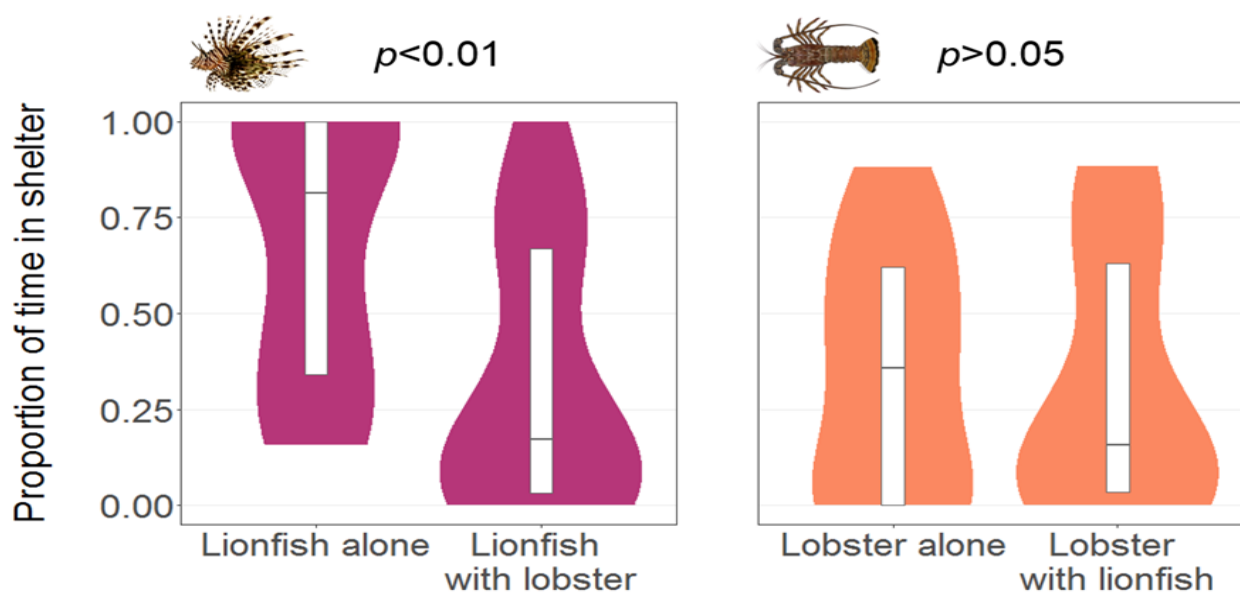 p<0.01
p>0.05
Proportion of time in shelter
1.00
0.75
0.50
0.25
0.00
Lionfish alone
Lionfish
with lobster
Lobster alone
Lobster
with lionfish